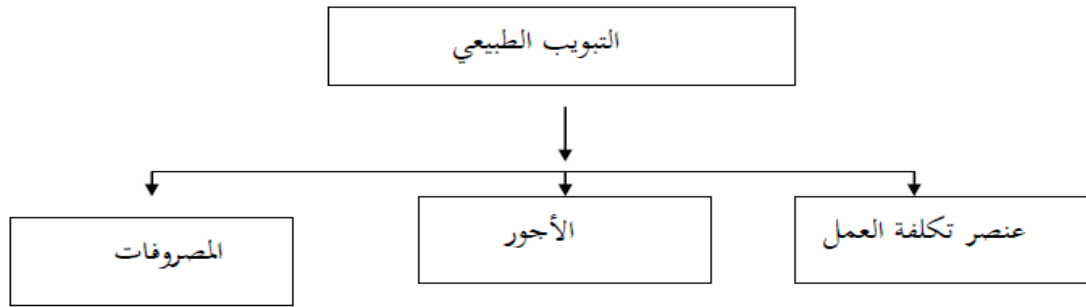 التبويب الطبيعي
عنصر تكلفة العمل
الأجور
المصروفات